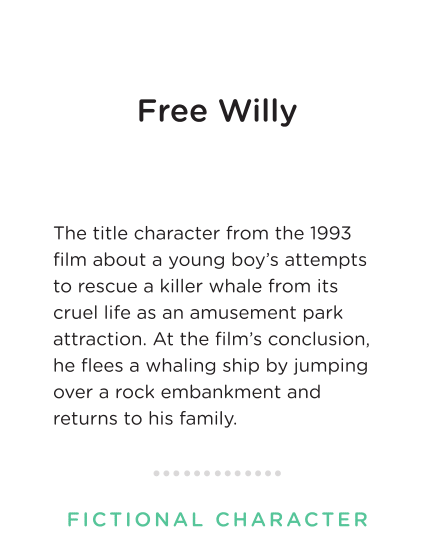 Free Willy
The title character from the 1993
film about a young boy’s attempts
to rescue a killer whale from its
cruel life as an amusement park
attraction. At the film’s conclusion,
he flees a whaling ship by jumping
over a rock embankment and
returns to his family.
FICTIONAL CHARACTER